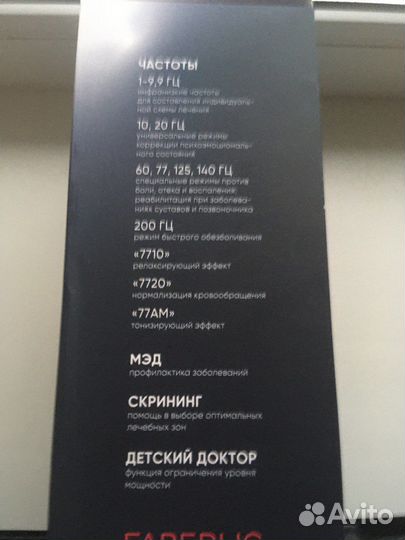 ЧАСТОТЫ
1-9,9 ГЦ
инфранизкие частоты
для составления индивидуаль-
ной схемы лечения
10, 20 ГЦ
универсальные режимы
коррекции психоэмоциональ-
ного состояния
60, 77, 125, 140 ГЦ
специальные режимы против
боли, отека и воспаления;
реабилитация при заболева-
ниях суставов и позвоночника
200 ГЦ
режим быстрого обезболивания
«7710»
релаксирующий эффект
«7720»
нормализация кровообращения
«77АМ»
тонизирующий эффект
МЭД
профилактика заболеваний
СКРИНИНГ
помощь в выборе оптимальных
лечебных зон
ДЕТСКИЙ ДОКТОР
функция ограничения уровня
мощности
Avito